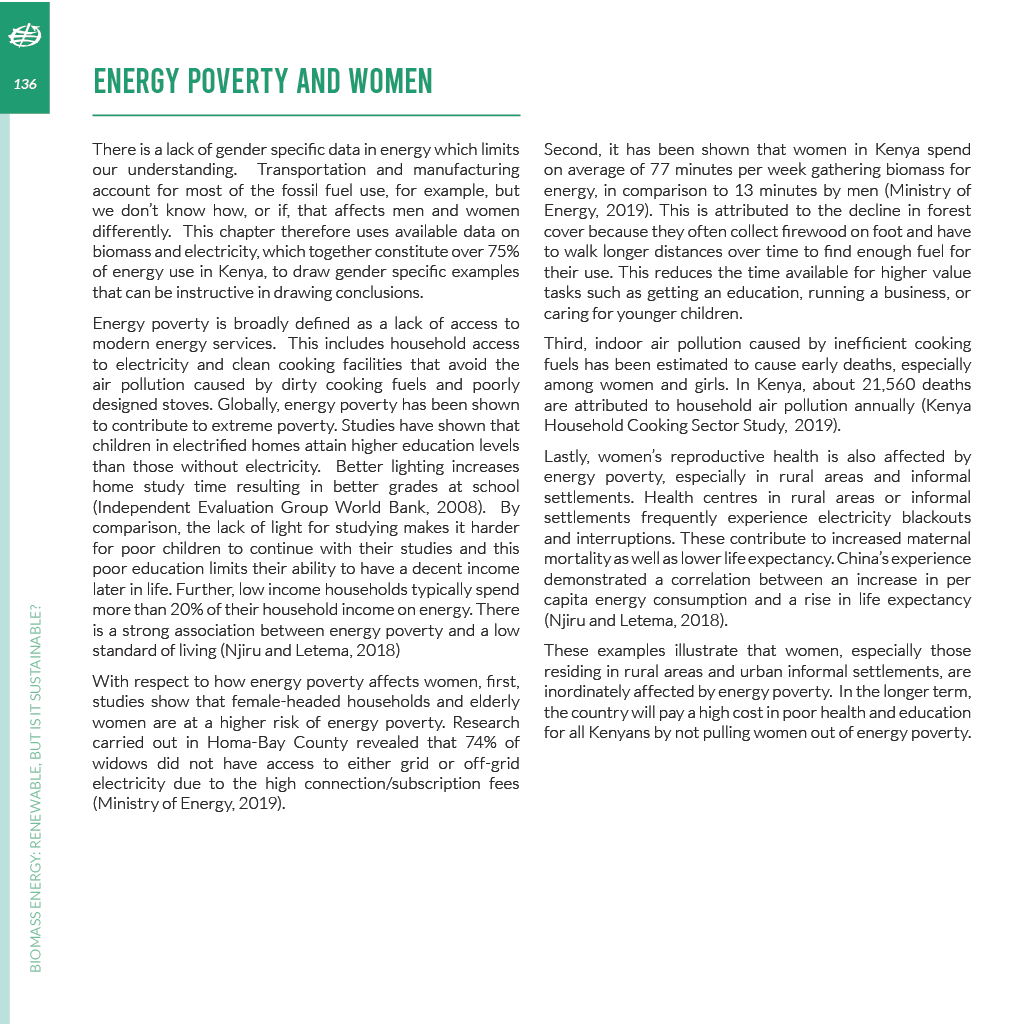 136
ENERGY POVERTY AND WOMEN
There is a lack of gender specific data in energy which limits
our understanding.  Transportation and manufacturing
account for most of the fossil fuel use, for example, but
we don't know how, or if, that affects men and women
differently.  This chapter therefore uses available data on
biomass and electricity, which together constitute over 75%
of energy use in Kenya, to draw gender specific examples
that can be instructive in drawing conclusions.
Energy poverty is broadly defined as a lack of access to
modern energy services.  This includes household access
to electricity and clean cooking facilities that avoid the
air pollution caused by dirty cooking fuels and poorly
designed stoves. Globally, energy poverty has been shown
to contribute to extreme poverty. Studies have shown that
children in electrified homes attain higher education levels
than those without electricity.  Better lighting increases
home study time resulting in better grades at school
(Independent Evaluation Group World Bank, 2008).  By
comparison, the lack of light for studying makes it harder
for poor children to continue with their studies and this
poor education limits their ability to have a decent income
later in life. Further, low income households typically spend
more than 20% of their household income on energy. There
is a strong association between energy poverty and a low
standard of living (Njiru and Letema, 2018)
With respect to how energy poverty affects women, first,
studies show that female-headed households and elderly
women are at a higher risk of energy poverty. Research
carried out in Homa-Bay County revealed that 74% of
widows did not have access to either grid or off-grid
electricity due to the high connection/subscription fees
(Ministry of Energy, 2019).
Second, it has been shown that women in Kenya spend
on average of 77 minutes per week gathering biomass for
energy, in comparison to 13 minutes by men (Ministry of
Energy, 2019). This is attributed to the decline in forest
cover because they often collect firewood on foot and have
to walk longer distances over time to find enough fuel for
their use. This reduces the time available for higher value
tasks such as getting an education, running a business, or
caring for younger children.
Third, indoor air pollution caused by inefficient cooking
fuels has been estimated to cause early deaths, especially
among women and girls. In Kenya, about 21,560 deaths
are attributed to household air pollution annually (Kenya
Household Cooking Sector Study,  2019).
Lastly, women's reproductive health is also affected by
energy poverty, especially in rural areas and informal
settlements. Health centres in rural areas or informal
settlements frequently experience electricity blackouts
and interruptions. These contribute to increased maternal
mortality as well as lower life expectancy. China's experience
demonstrated a correlation between an increase in per
capita energy consumption and a rise in life expectancy
(Njiru and Letema, 2018).
These examples illustrate that women, especially those
residing in rural areas and urban informal settlements, are
inordinately affected by energy poverty.  In the longer term,
the country will pay a high cost in poor health and education
for all Kenyans by not pulling women out of energy poverty.
BIOMASS ENERGY: RENEWABLE, BUT IS IT SUSTAINABLE?